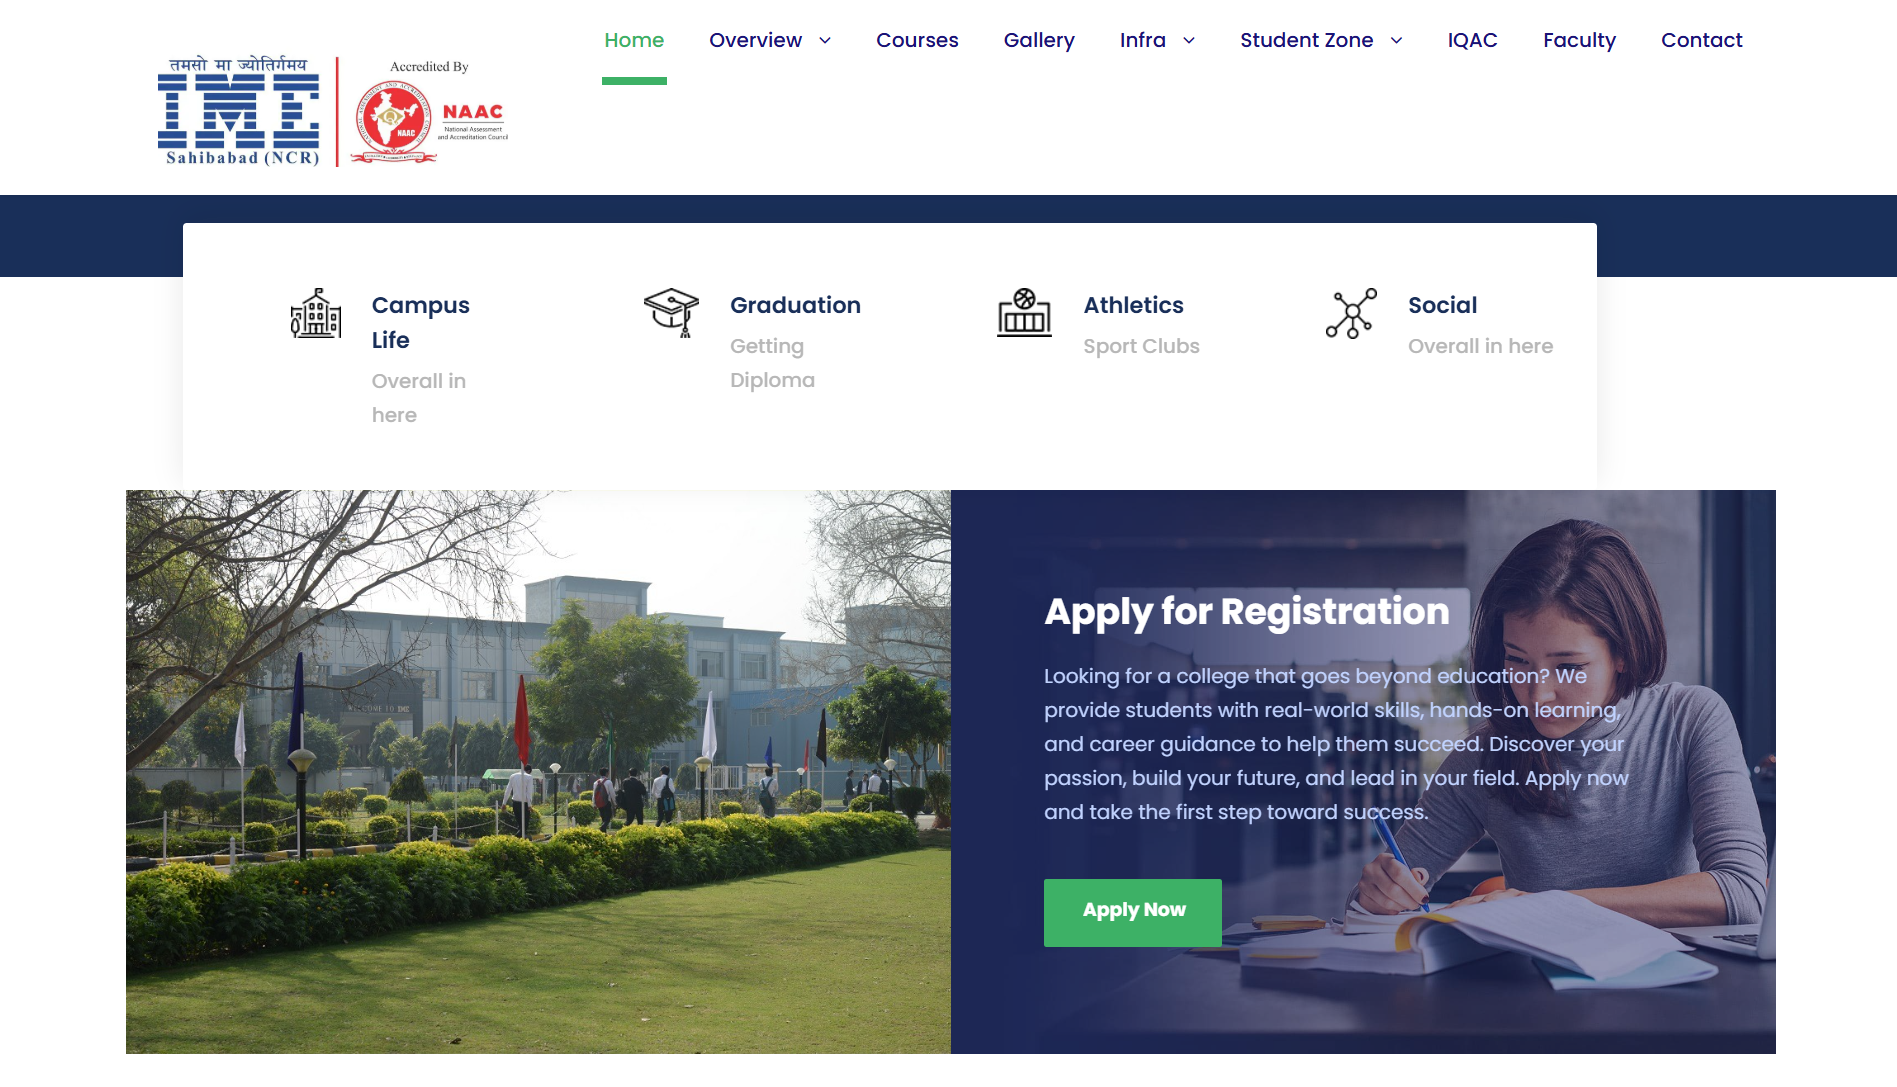 Home
Overview
Courses
Gallery
Infra
Student Zone
IQAC
Faculty
Contact
तमसो मा ज्योतिर्गमय
IME
Sahibabad (NCR)
Accredited By
NAAC
NAAC
National Assessment
and Accreditation Council
Campus
Life
Overall in
here
Graduation
Getting
Diploma
Athletics
Sport Clubs
Social
Overall in here
WELCOME TO IME
Apply for Registration
Looking for a college that goes beyond education? We
provide students with real-world skills, hands-on learning,
and career guidance to help them succeed. Discover your
passion, build your future, and lead in your field. Apply now
and take the first step toward success.
Apply Now